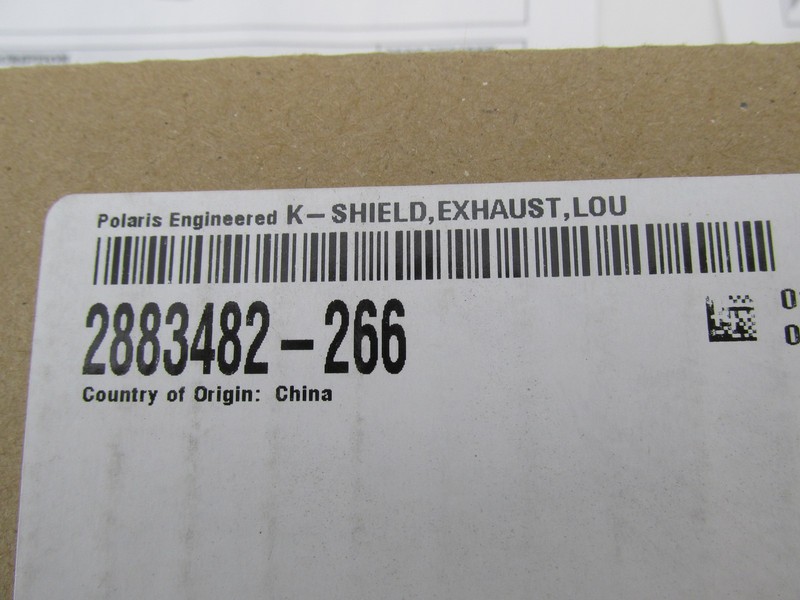 Polaris Engineered K-SHIELD,EXHAUST,LOU
2883482-266
Country of Origin: China